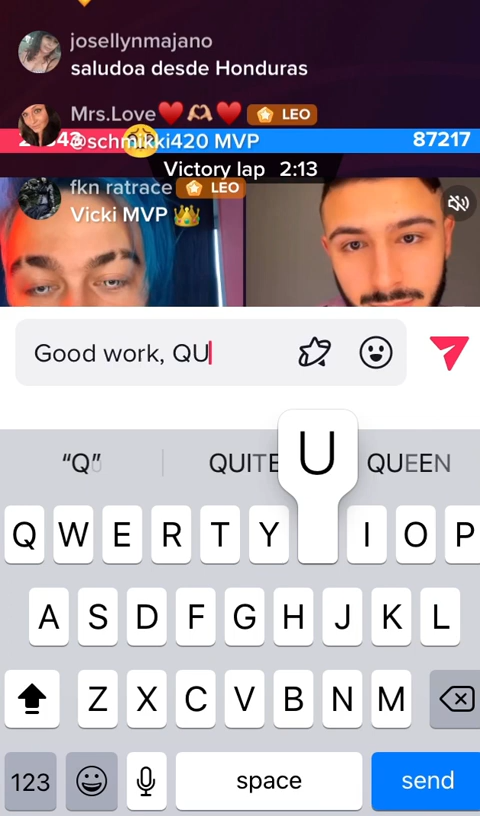 josellynmajano
saludoa desde Honduras
Mrs.Love❤️🫶🏼❤️ LEO
@schmikki420 MVP
87217
Victory lap 2:13
fkn ratrace LEO
Vicki MVP 👑
Good work, QU
“Q” QUITE U QUEEN
Q W E R T Y I O P
A S D F G H J K L
Z X C V B N M
123 space send